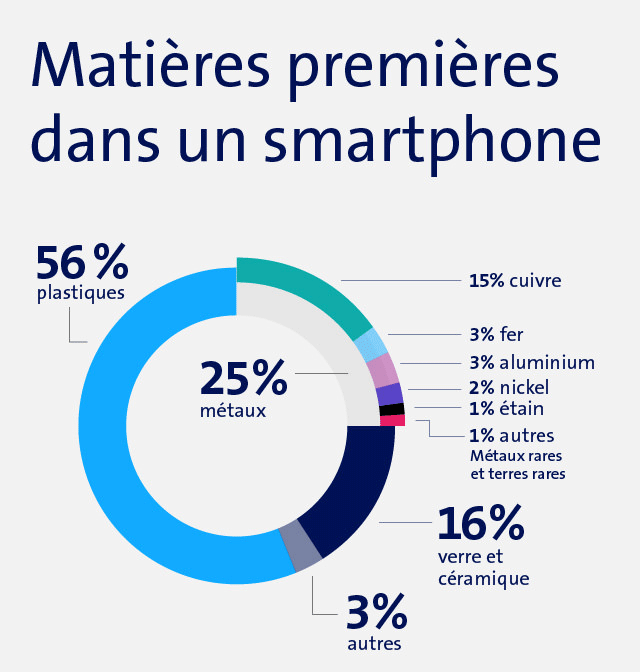 Matières premières
dans un smartphone
56 %
plastiques
15% cuivre
3% fer
3% aluminium
2% nickel
1% étain
1% autres
Métaux rares
et terres rares
25%
métaux
16%
verre et
céramique
3%
autres